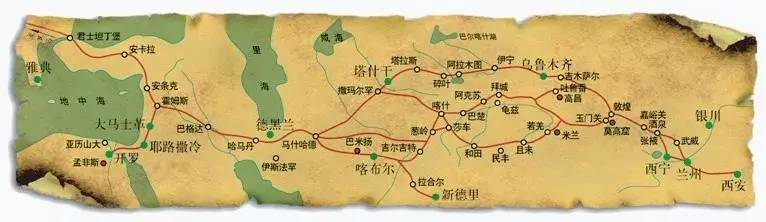 君士坦丁堡
安卡拉
雅典
地中海
安条克
霍姆斯
大马士革
亚历山大
开罗
孟非斯
耶路撒冷
巴格达
里海
哈马丹
伊斯法罕
德黑兰
马什哈德
咸海
巴尔喀什湖
塔什干
撒马尔罕
塔拉斯
碎叶
阿拉木图
伊宁
乌鲁木齐
吉木萨尔
吐鲁番
高昌
巴米扬
喀布尔
吉尔吉特
拉合尔
新德里
喀什
葱岭
莎车
巴楚
阿克苏
拜城
龟兹
和田
民丰
且末
若羌
米兰
玉门关
敦煌
莫高窟
嘉峪关
酒泉
张掖
武威
银川
西宁
兰州
西安